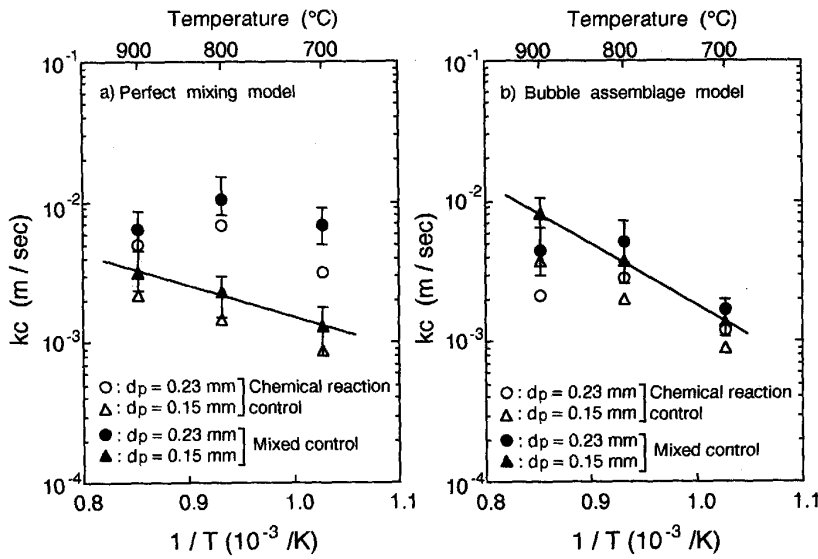 Temperature (°C)
900 800 700
10⁻¹
a) Perfect mixing model
10⁻²
kc (m / sec)
10⁻³
○ : dp = 0.23 mm Chemical reaction
△ : dp = 0.15 mm control
● : dp = 0.23 mm Mixed control
▲ : dp = 0.15 mm
10⁻⁴
0.8 0.9 1.0 1.1
1 / T (10⁻³ /K)
Temperature (°C)
900 800 700
10⁻¹
b) Bubble assemblage model
10⁻²
kc (m / sec)
10⁻³
○ : dp = 0.23 mm Chemical reaction
△ : dp = 0.15 mm control
● : dp = 0.23 mm Mixed control
▲ : dp = 0.15 mm
10⁻⁴
0.8 0.9 1.0 1.1
1 / T (10⁻³ /K)